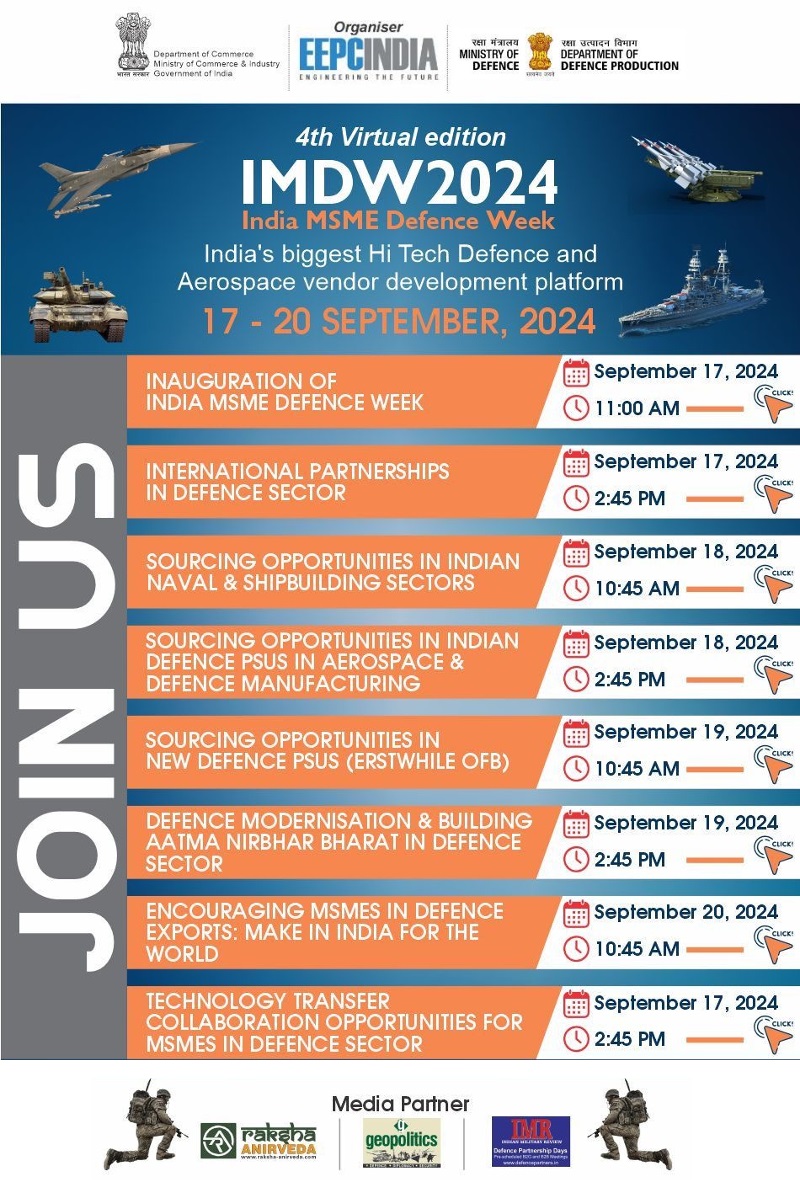 Organiser
EEPCINDIA
ENGINEERING THE FUTURE
भारत सरकार
Department of Commerce
Ministry of Commerce & Industry
Government of India
रक्षा मंत्रालय
MINISTRY OF
DEFENCE
सत्यमेव जयते
रक्षा उत्पादन विभाग
DEPARTMENT OF
DEFENCE PRODUCTION
4th Virtual edition
IMDW2024
India MSME Defence Week
India's biggest Hi Tech Defence and
Aerospace vendor development platform
17 - 20 SEPTEMBER, 2024
JOIN US
INAUGURATION OF
INDIA MSME DEFENCE WEEK
September 17, 2024
11:00 AM
CLICK!
INTERNATIONAL PARTNERSHIPS
IN DEFENCE SECTOR
September 17, 2024
2:45 PM
CLICK!
SOURCING OPPORTUNITIES IN INDIAN
NAVAL & SHIPBUILDING SECTORS
September 18, 2024
10:45 AM
CLICK!
SOURCING OPPORTUNITIES IN INDIAN
DEFENCE PSUS IN AEROSPACE &
DEFENCE MANUFACTURING
September 18, 2024
2:45 PM
CLICK!
SOURCING OPPORTUNITIES IN
NEW DEFENCE PSUS (ERSTWHILE OFB)
September 19, 2024
10:45 AM
CLICK!
DEFENCE MODERNISATION & BUILDING
AATMA NIRBHAR BHARAT IN DEFENCE
SECTOR
September 19, 2024
2:45 PM
CLICK!
ENCOURAGING MSMES IN DEFENCE
EXPORTS: MAKE IN INDIA FOR THE
WORLD
September 20, 2024
10:45 AM
CLICK!
TECHNOLOGY TRANSFER
COLLABORATION OPPORTUNITIES FOR
MSMES IN DEFENCE SECTOR
September 17, 2024
2:45 PM
CLICK!
Media Partner
raksha
ANIRVEDA
www.raksha-anirveda.com
geopolitics
DEFENCE • DIPLOMACY • SECURITY
IMR
INDIAN MILITARY REVIEW
Defence Partnership Days
Pre-scheduled B2G and B2B Meetings
www.defencepartners.in